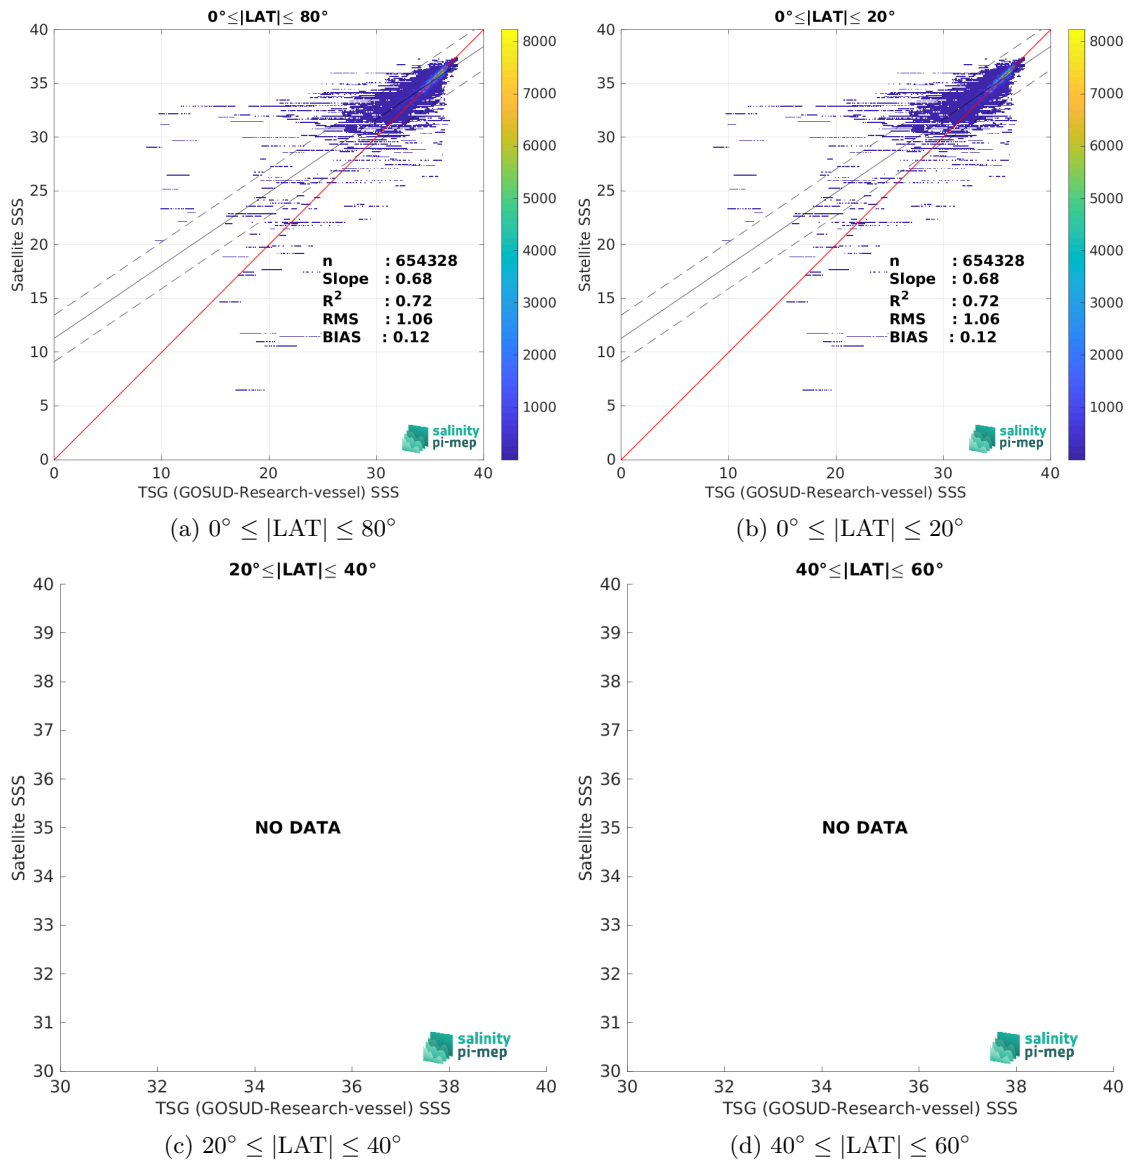 0°≤|LAT|≤ 80°
40
35
30
25
20
15
10
5
0
Satellite SSS
0
10
20
30
40
TSG (GOSUD-Research-vessel) SSS
n : 654328
Slope : 0.68
R² : 0.72
RMS : 1.06
BIAS : 0.12
salinity
pi-mep
8000
7000
6000
5000
4000
3000
2000
1000
(a) 0° ≤ |LAT| ≤ 80°
0°≤|LAT|≤ 20°
40
35
30
25
20
15
10
5
0
Satellite SSS
0
10
20
30
40
TSG (GOSUD-Research-vessel) SSS
n : 654328
Slope : 0.68
R² : 0.72
RMS : 1.06
BIAS : 0.12
salinity
pi-mep
8000
7000
6000
5000
4000
3000
2000
1000
(b) 0° ≤ |LAT| ≤ 20°
20°≤|LAT|≤ 40°
40
39
38
37
36
35
34
33
32
31
30
Satellite SSS
NO DATA
salinity
pi-mep
30
32
34
36
38
40
TSG (GOSUD-Research-vessel) SSS
(c) 20° ≤ |LAT| ≤ 40°
40°≤|LAT|≤ 60°
40
39
38
37
36
35
34
33
32
31
30
Satellite SSS
NO DATA
salinity
pi-mep
30
32
34
36
38
40
TSG (GOSUD-Research-vessel) SSS
(d) 40° ≤ |LAT| ≤ 60°